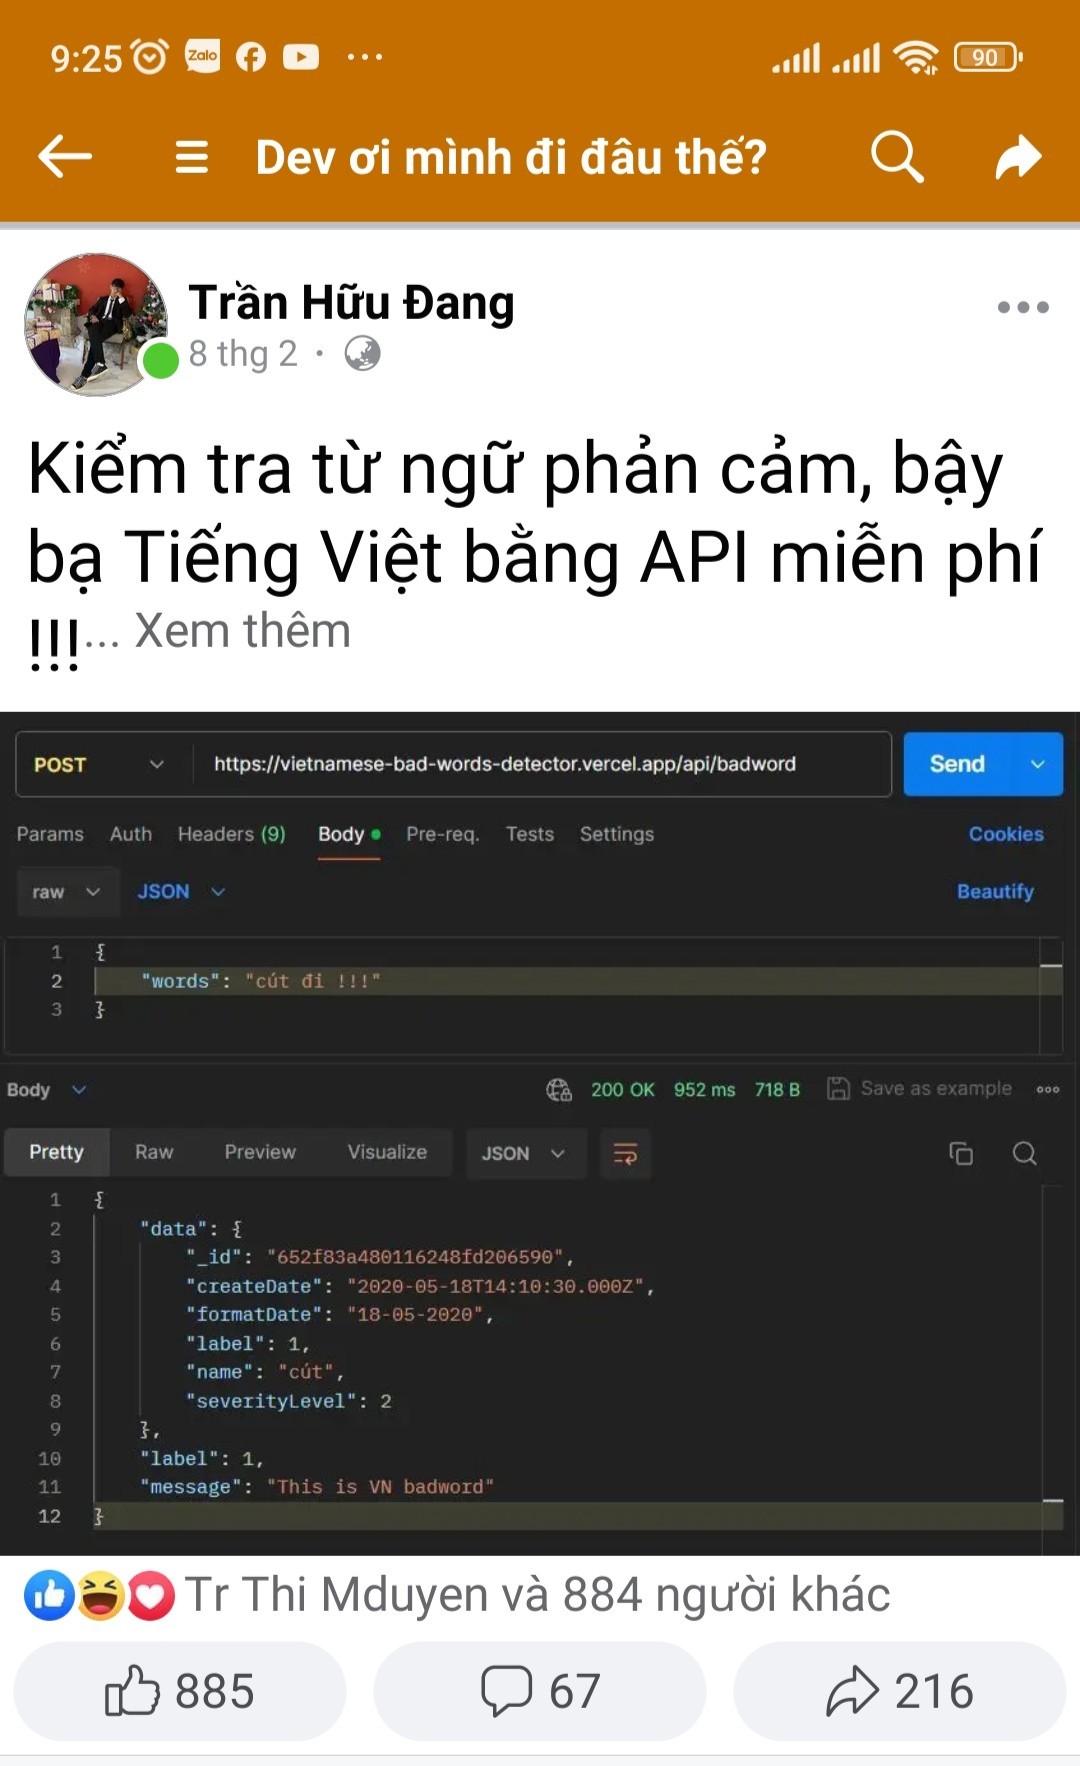 9:25 Zalo ... 90
Dev ơi mình đi đâu thế?
Trần Hữu Đang
8 thg 2 ·
Kiểm tra từ ngữ phản cảm, bậy
bạ Tiếng Việt bằng API miễn phí
!!!... Xem thêm
POST https://vietnamese-bad-words-detector.vercel.app/api/badword Send
Params Auth Headers (9) Body Pre-req. Tests Settings Cookies
raw JSON Beautify
1 {
2 "words": "cút đi !!!"
3 }
Body 200 OK 952 ms 718 B Save as example
Pretty Raw Preview Visualize JSON
1 {
2 "data": {
3 "_id": "652f83a480116248fd206590",
4 "createDate": "2020-05-18T14:10:30.000Z",
5 "formatDate": "18-05-2020",
6 "label": 1,
7 "name": "cút",
8 "severityLevel": 2
9 },
10 "label": 1,
11 "message": "This is VN badword"
12 }
Tr Thi Mduyen và 884 người khác
885 67 216